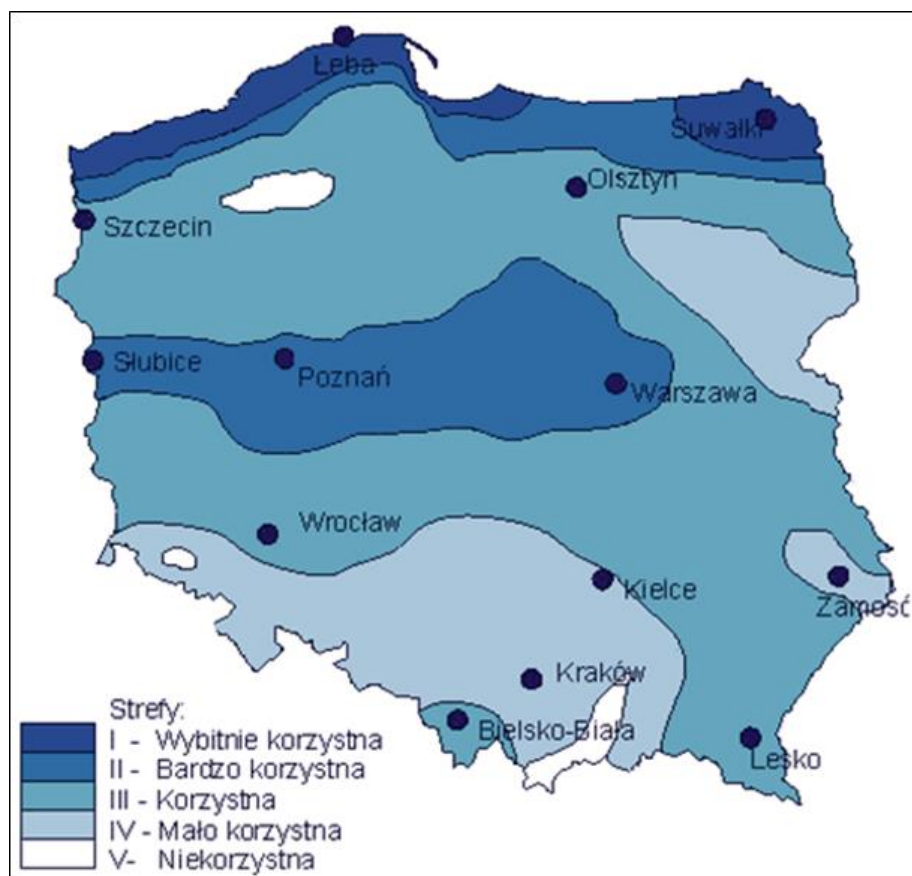 Łeba
Suwałki
Olsztyn
Szczecin
Słubice
Poznań
Warszawa
Wrocław
Kielce
Zamość
Kraków
Bielsko-Biała
Lesko
Strefy:
I - Wybitnie korzystna
II - Bardzo korzystna
III - Korzystna
IV - Mało korzystna
V- Niekorzystna